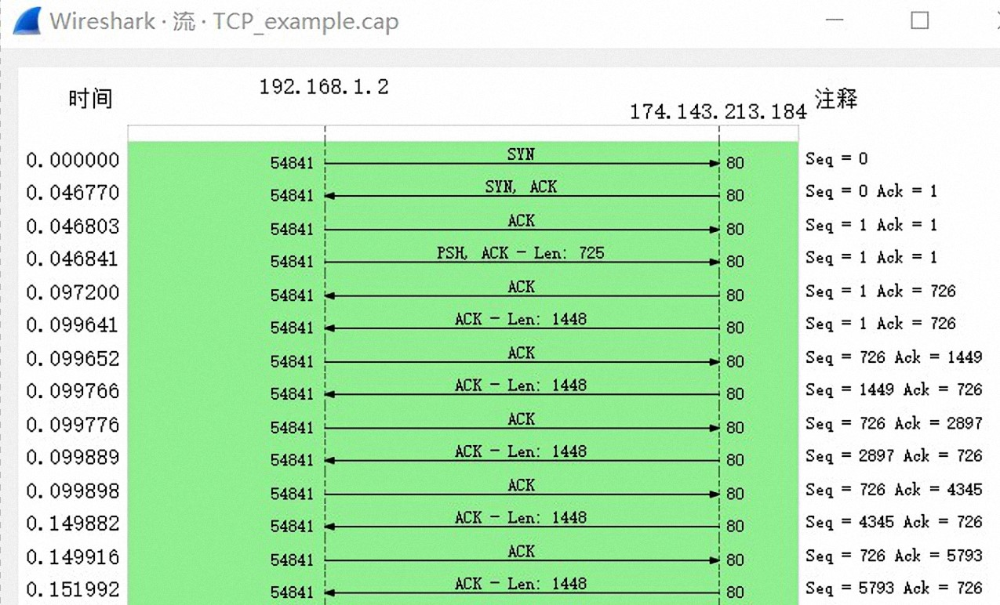 Wireshark · 流 · TCP_example.cap
192.168.1.2
时间
174.143.213.184
注释
0.000000 54841 SYN 80 Seq = 0
0.046770 54841 SYN, ACK 80 Seq = 0 Ack = 1
0.046803 54841 ACK 80 Seq = 1 Ack = 1
0.046841 54841 PSH, ACK - Len: 725 80 Seq = 1 Ack = 1
0.097200 54841 ACK 80 Seq = 1 Ack = 726
0.099641 54841 ACK - Len: 1448 80 Seq = 1 Ack = 726
0.099652 54841 ACK 80 Seq = 726 Ack = 1449
0.099766 54841 ACK - Len: 1448 80 Seq = 1449 Ack = 726
0.099776 54841 ACK 80 Seq = 726 Ack = 2897
0.099889 54841 ACK - Len: 1448 80 Seq = 2897 Ack = 726
0.099898 54841 ACK 80 Seq = 726 Ack = 4345
0.149882 54841 ACK - Len: 1448 80 Seq = 4345 Ack = 726
0.149916 54841 ACK 80 Seq = 726 Ack = 5793
0.151992 54841 ACK - Len: 1448 80 Seq = 5793 Ack = 726